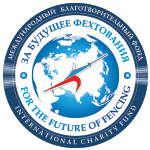 МЕЖДУНАРОДНЫЙ БЛАГОТВОРИТЕЛЬНЫЙ ФОНД
ЗА БУДУЩЕЕ ФЕХТОВАНИЯ
FOR THE FUTURE OF FENCING
INTERNATIONAL CHARITY FUND